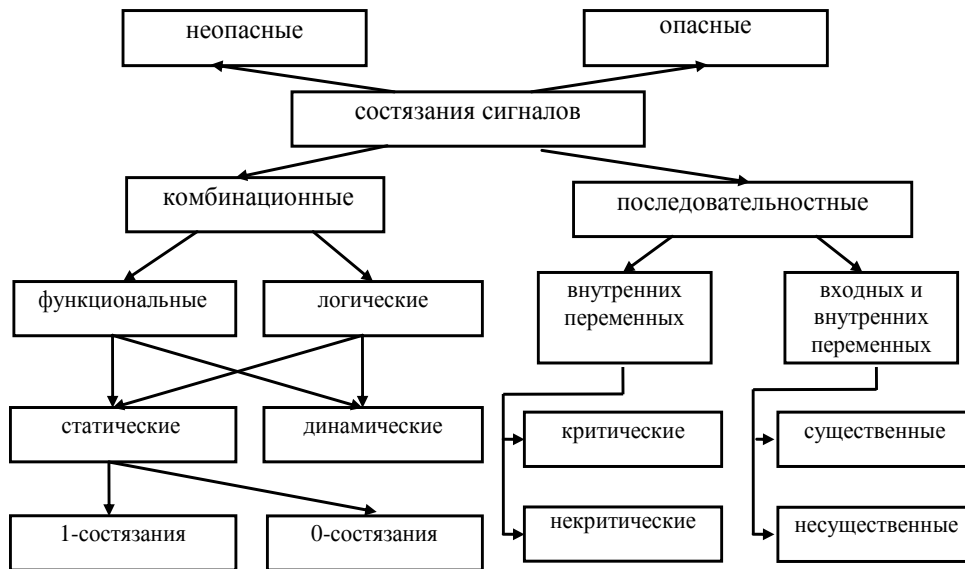 неопасные
опасные
состязания сигналов
комбинационные
последовательностные
функциональные
логические
внутренних
переменных
входных и
внутренних
переменных
статические
динамические
критические
существенные
1-состязания
0-состязания
некритические
несущественные